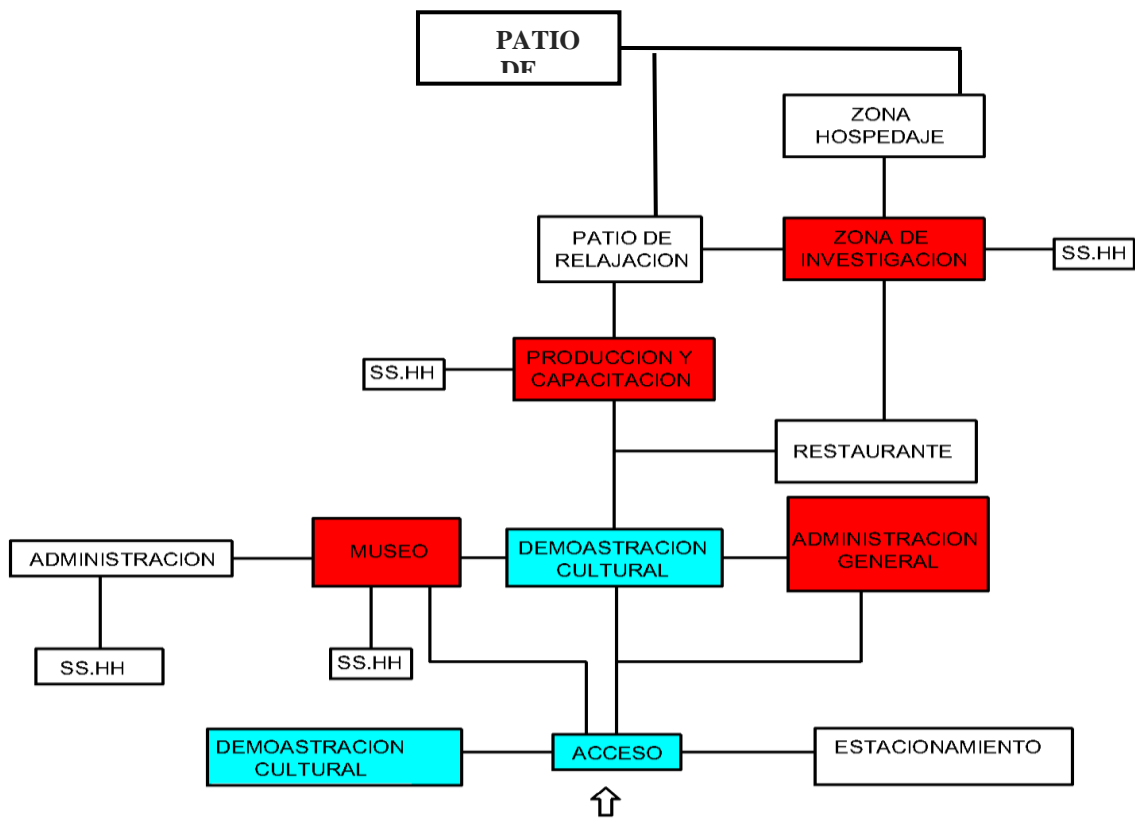 PATIO
DE
ZONA
HOSPEDAJE
PATIO DE
RELAJACION
ZONA DE
INVESTIGACION
SS.HH
PRODUCCION Y
CAPACITACION
SS.HH
RESTAURANTE
ADMINISTRACION
MUSEO
DEMOASTRACION
CULTURAL
ADMINISTRACION
GENERAL
SS.HH
SS.HH
DEMOASTRACION
CULTURAL
ACCESO
ESTACIONAMIENTO